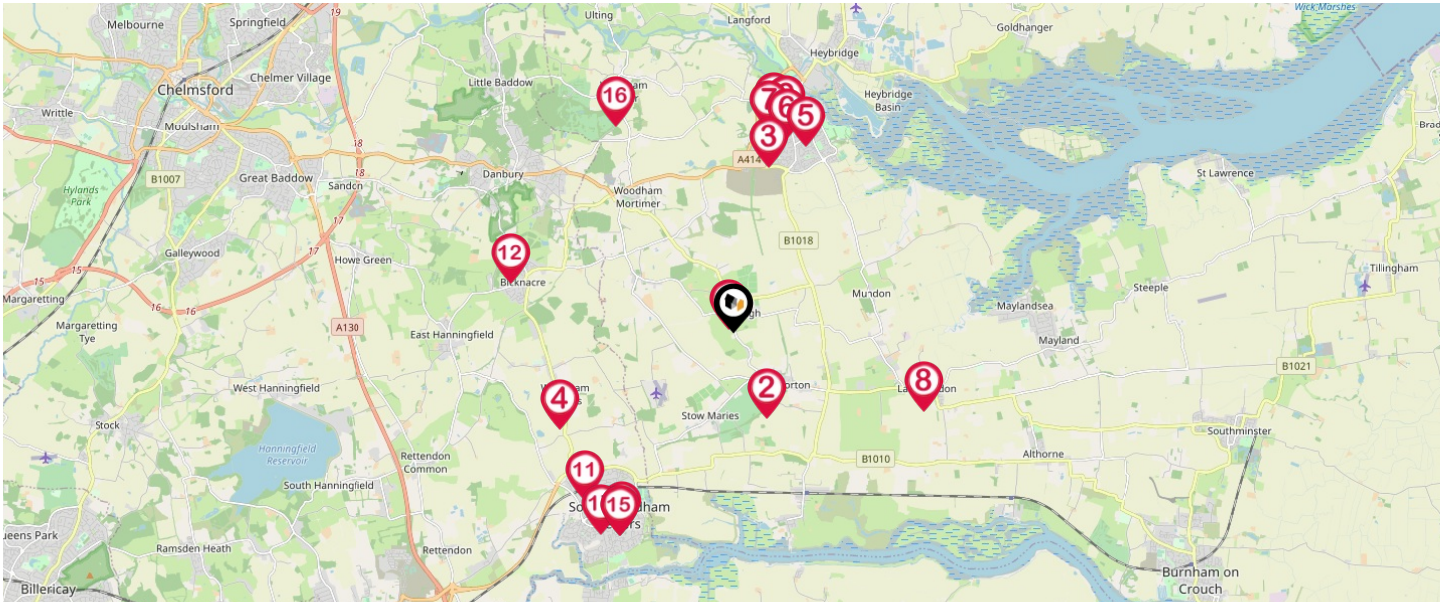 Melbourne
Springfield
19
Ulting
Langford
Wick Marshes
Goldhanger
Heybridge
Chelmer Village
Little Baddow
Chelmsford
16
7
6
5
Heybridge
Basin
Writtle
Moulsham
18
3
A414
B1007
Great Baddow
Sandon
18
Danbury
St Lawrence
Hylands
Park
17
Woodham
Mortimer
B1018
12
Galleywood
17
Howe Green
Bicknacre
Tillingham
15
15
16
16
Margaretting
Mundon
Steeple
Maylandsea
Margaretting
Tye
A130
East Hanningfield
Mayland
B1021
West Hanningfield
4
2
8
Stow Maries
Stock
Hanningfield
Reservoir
Southminster
Rettendon
Common
11
B1010
Althorne
South Hanningfield
15
Ramsden Heath
Rettendon
Billericay
Burnham on
Crouch